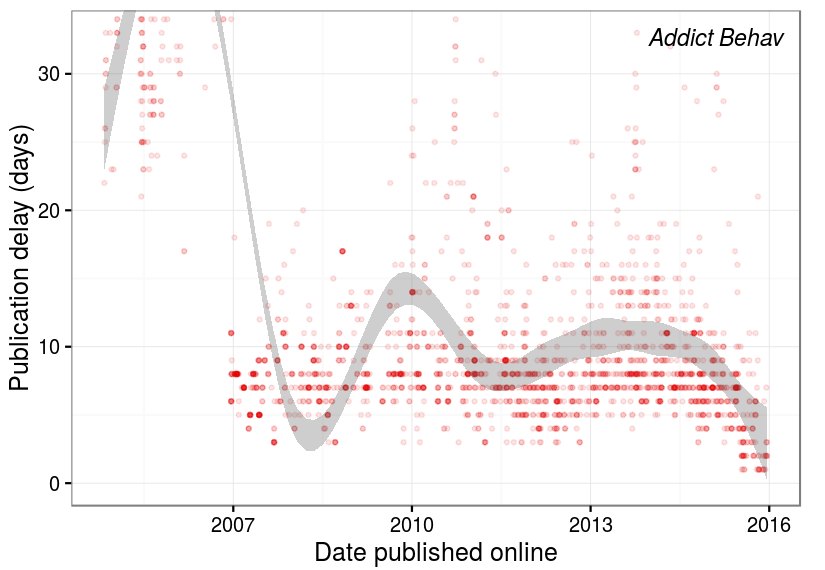 Addict Behav
Publication delay (days)
30
20
10
0
2007 2010 2013 2016
Date published online